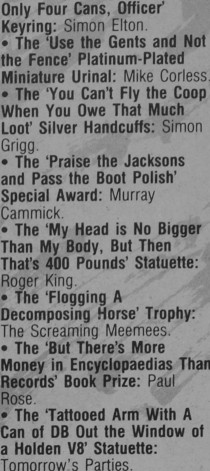 Only Four Cans, Officer'
Keyring: Simon Elton.
• The 'Use the Gents and Not
the Fence' Platinum-Plated
Miniature Urinal: Mike Corless.
• The 'You Can't Fly the Coop
When You Owe That Much
Loot' Silver Handcuffs: Simon
Grigg.
• The 'Praise the Jacksons
and Pass the Boot Polish'
Special Award: Murray
Cammick.
• The 'My Head is No Bigger
Than My Body, But Then
That's 400 Pounds' Statuette:
Roger King.
• The 'Flogging A
Decomposing Horse' Trophy:
The Screaming Meemees.
• The 'But There's More
Money in Encyclopaedias Than
Records' Book Prize: Paul
Rose.
• The 'Tattooed Arm With A
Can of DB Out the Window of
a Holden V8' Statuette:
Tomorrow's Parties.